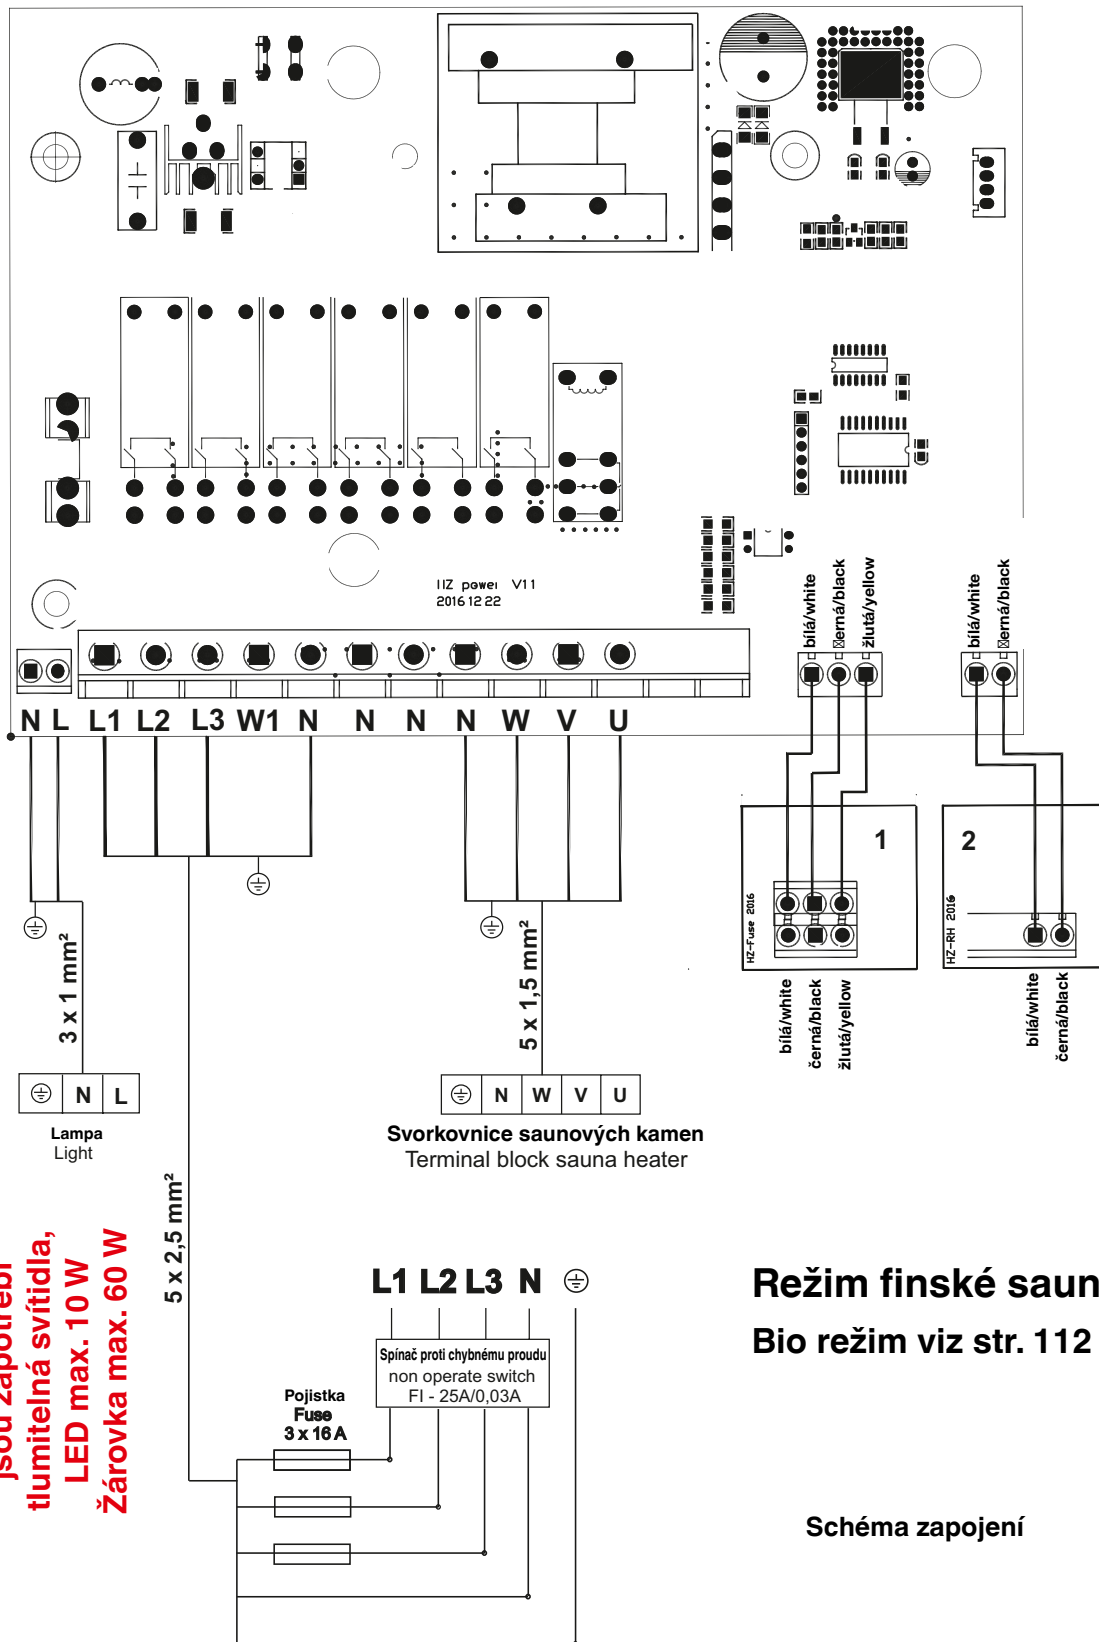 IIZ power V11
2016 12 22
bílá/white
erná/black
žlutá/yellow
bílá/white
erná/black
N L L1 L2 L3 W1 N N N N W V U
1
2
HZ-Fuse 2016
HZ-RH 2016
bílá/white
černá/black
žlutá/yellow
bílá/white
černá/black
3 x 1 mm²
5 x 1,5 mm²
N L
Lampa
Light
N W V U
Svorkovnice saunových kamen
Terminal block sauna heater
5 x 2,5 mm²
jsou zapotřebí
tlumitelná svítidla,
LED max. 10 W
Žárovka max. 60 W
L1 L2 L3 N
Spínač proti chybnému proudu
non operate switch
FI - 25A/0,03A
Pojistka
Fuse
3 x 16 A
Režim finské saun
Bio režim viz str. 112
Schéma zapojení